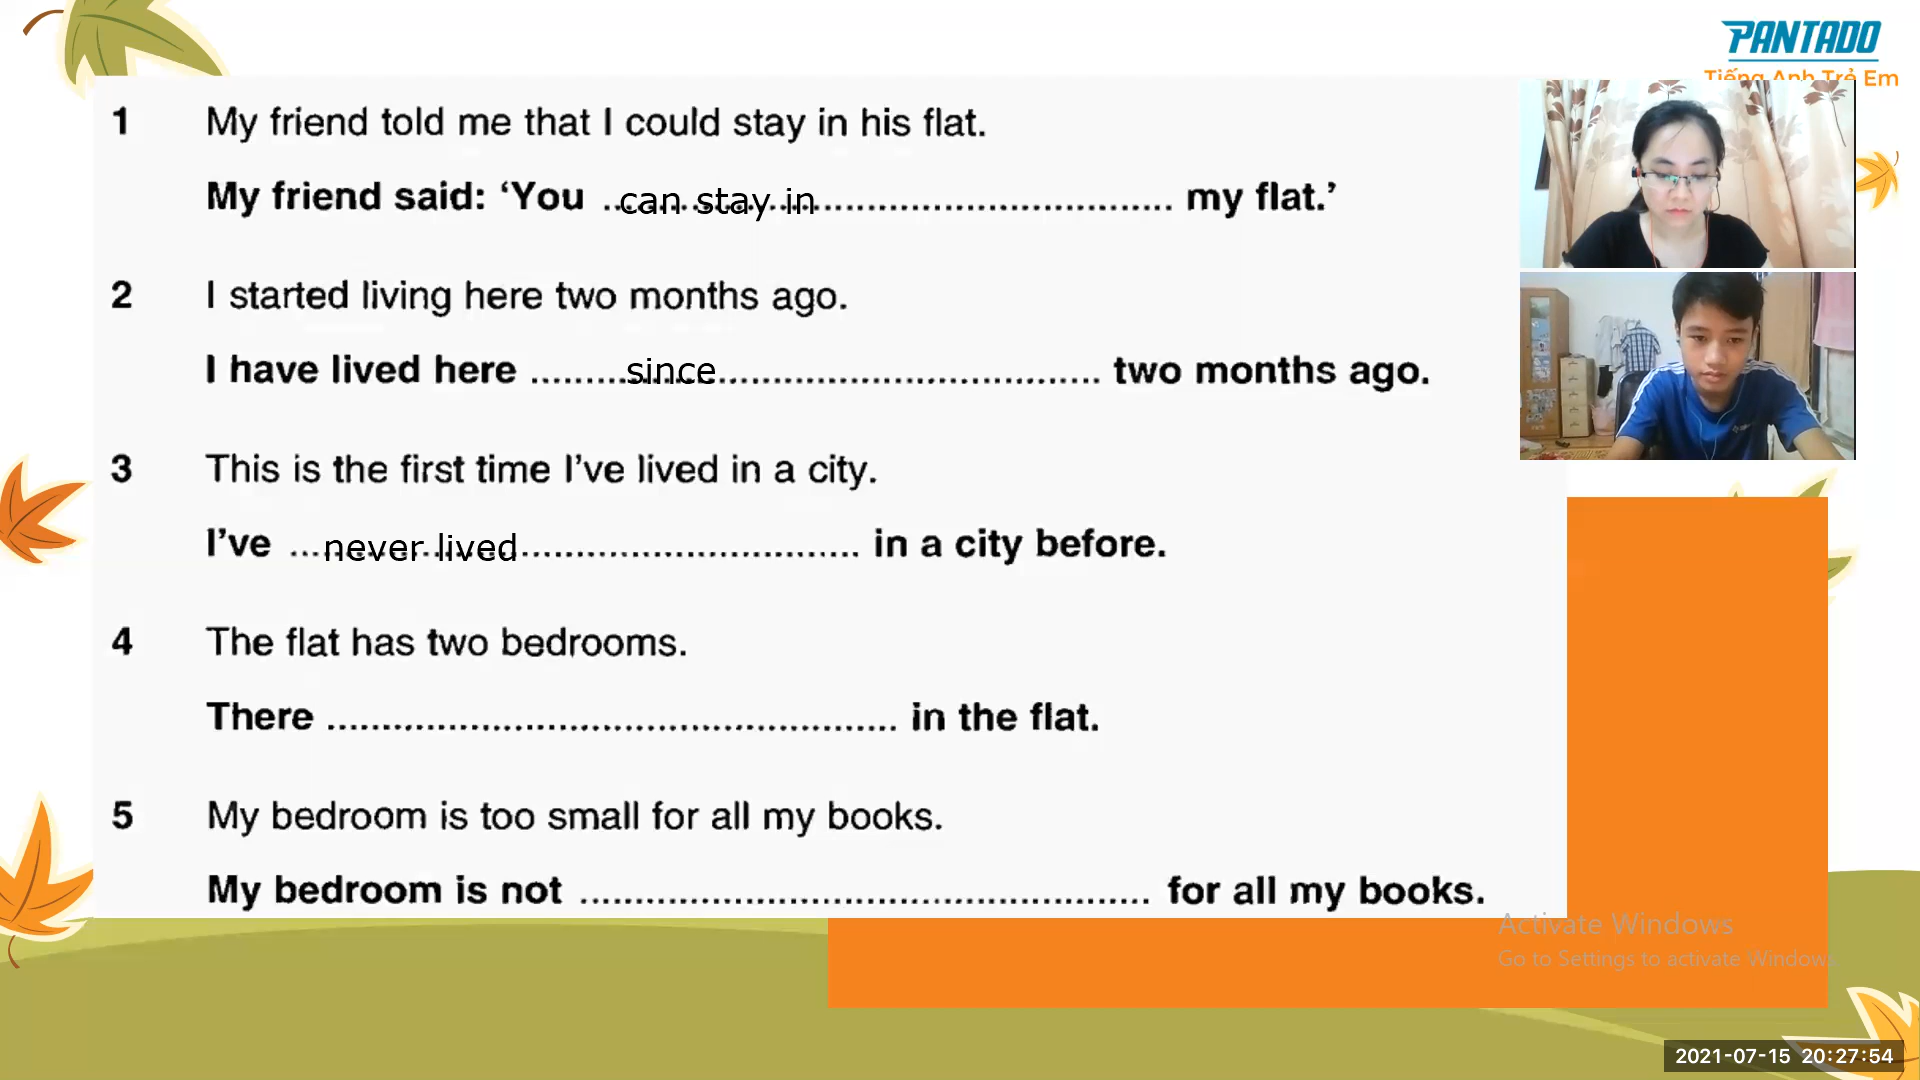 PANTADO
Tiếng Anh Trẻ Em
1 My friend told me that I could stay in his flat.
My friend said: ‘You ... can stay in ... my flat.’
2 I started living here two months ago.
I have lived here ... since ... two months ago.
3 This is the first time I’ve lived in a city.
I’ve ... never lived ... in a city before.
4 The flat has two bedrooms.
There ... in the flat.
5 My bedroom is too small for all my books.
My bedroom is not ... for all my books.
Activate Windows
Go to Settings to activate Windows
2021-07-15 20:27:54